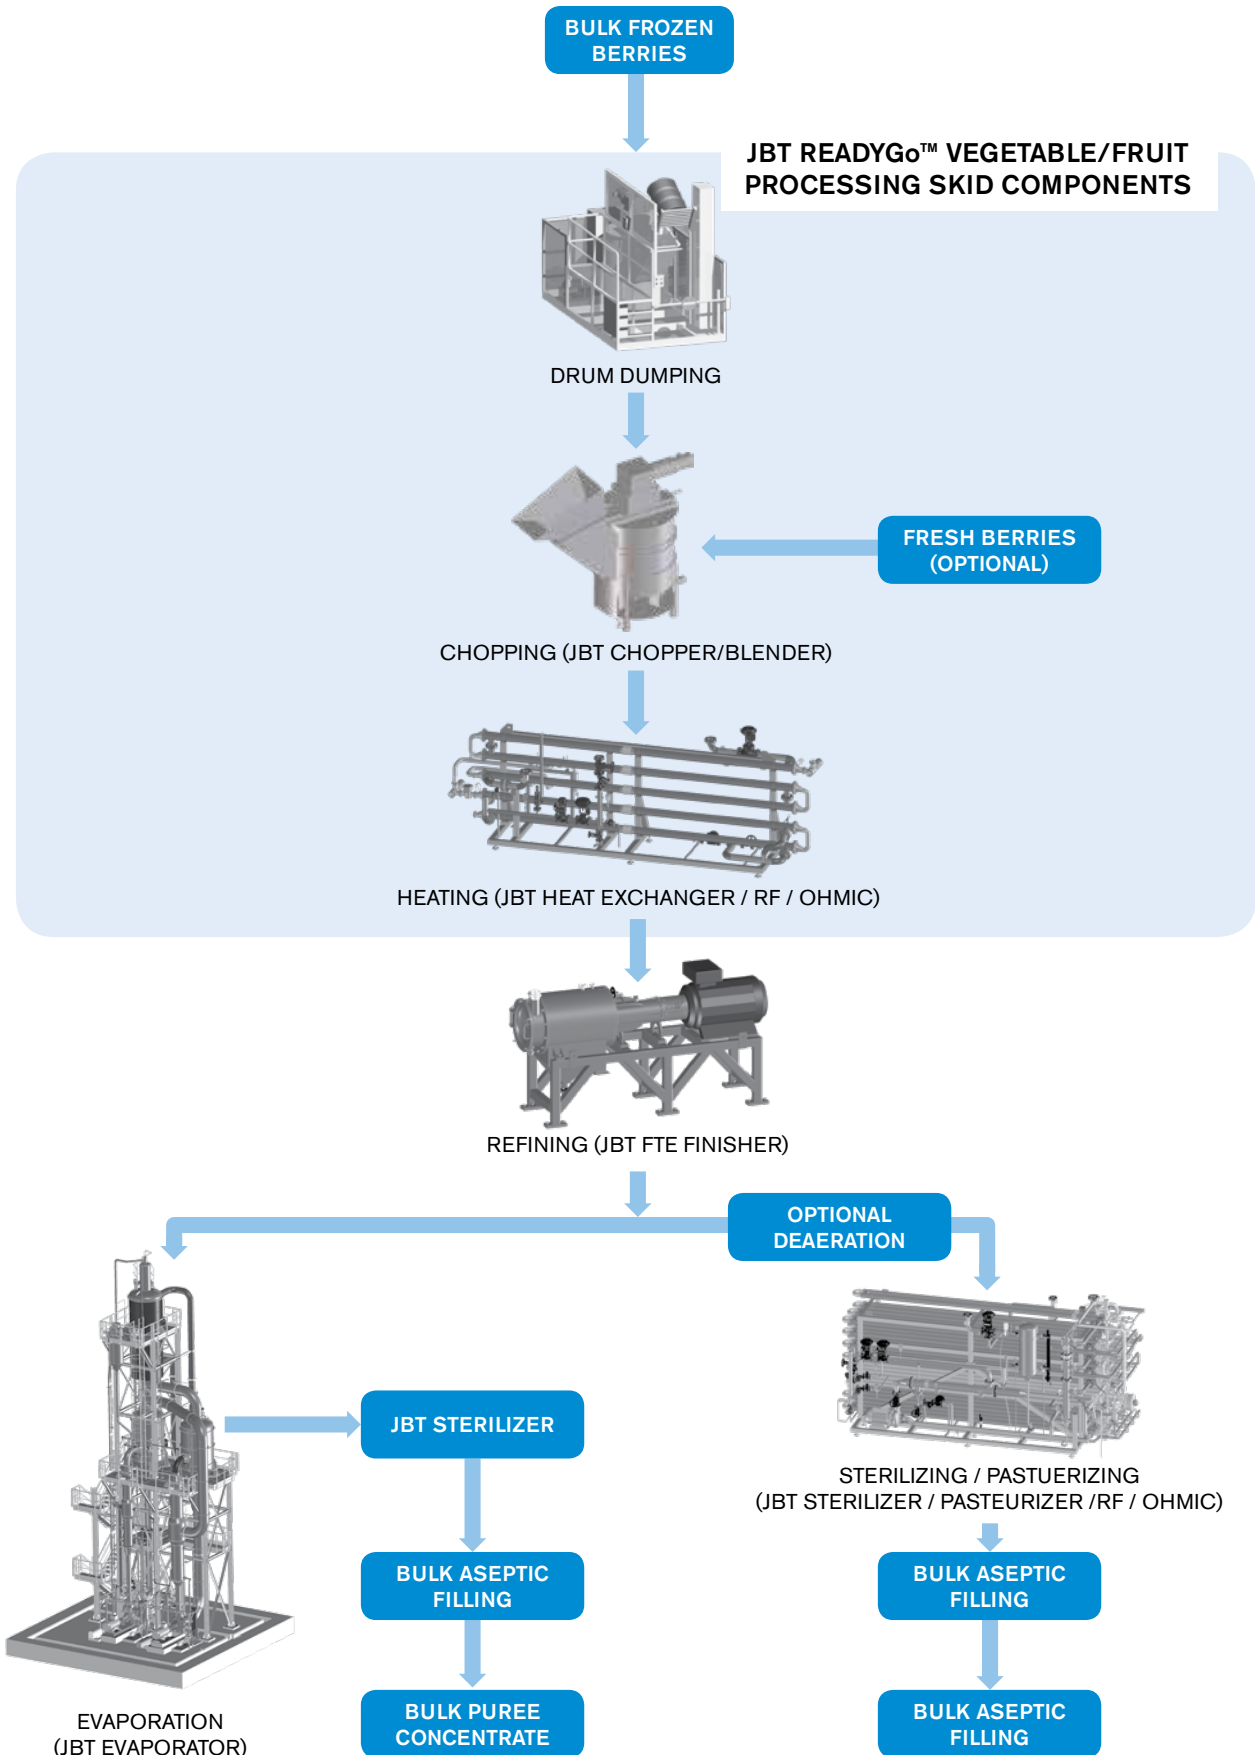 BULK FROZEN
BERRIES
JBT READYGo™ VEGETABLE/FRUIT
PROCESSING SKID COMPONENTS
DRUM DUMPING
FRESH BERRIES
(OPTIONAL)
CHOPPING (JBT CHOPPER/BLENDER)
HEATING (JBT HEAT EXCHANGER / RF / OHMIC)
REFINING (JBT FTE FINISHER)
OPTIONAL
DEAERATION
JBT STERILIZER
STERILIZING / PASTUERIZING
(JBT STERILIZER / PASTEURIZER /RF / OHMIC)
BULK ASEPTIC
FILLING
BULK ASEPTIC
FILLING
EVAPORATION
(JBT EVAPORATOR)
BULK PUREE
CONCENTRATE
BULK ASEPTIC
FILLING